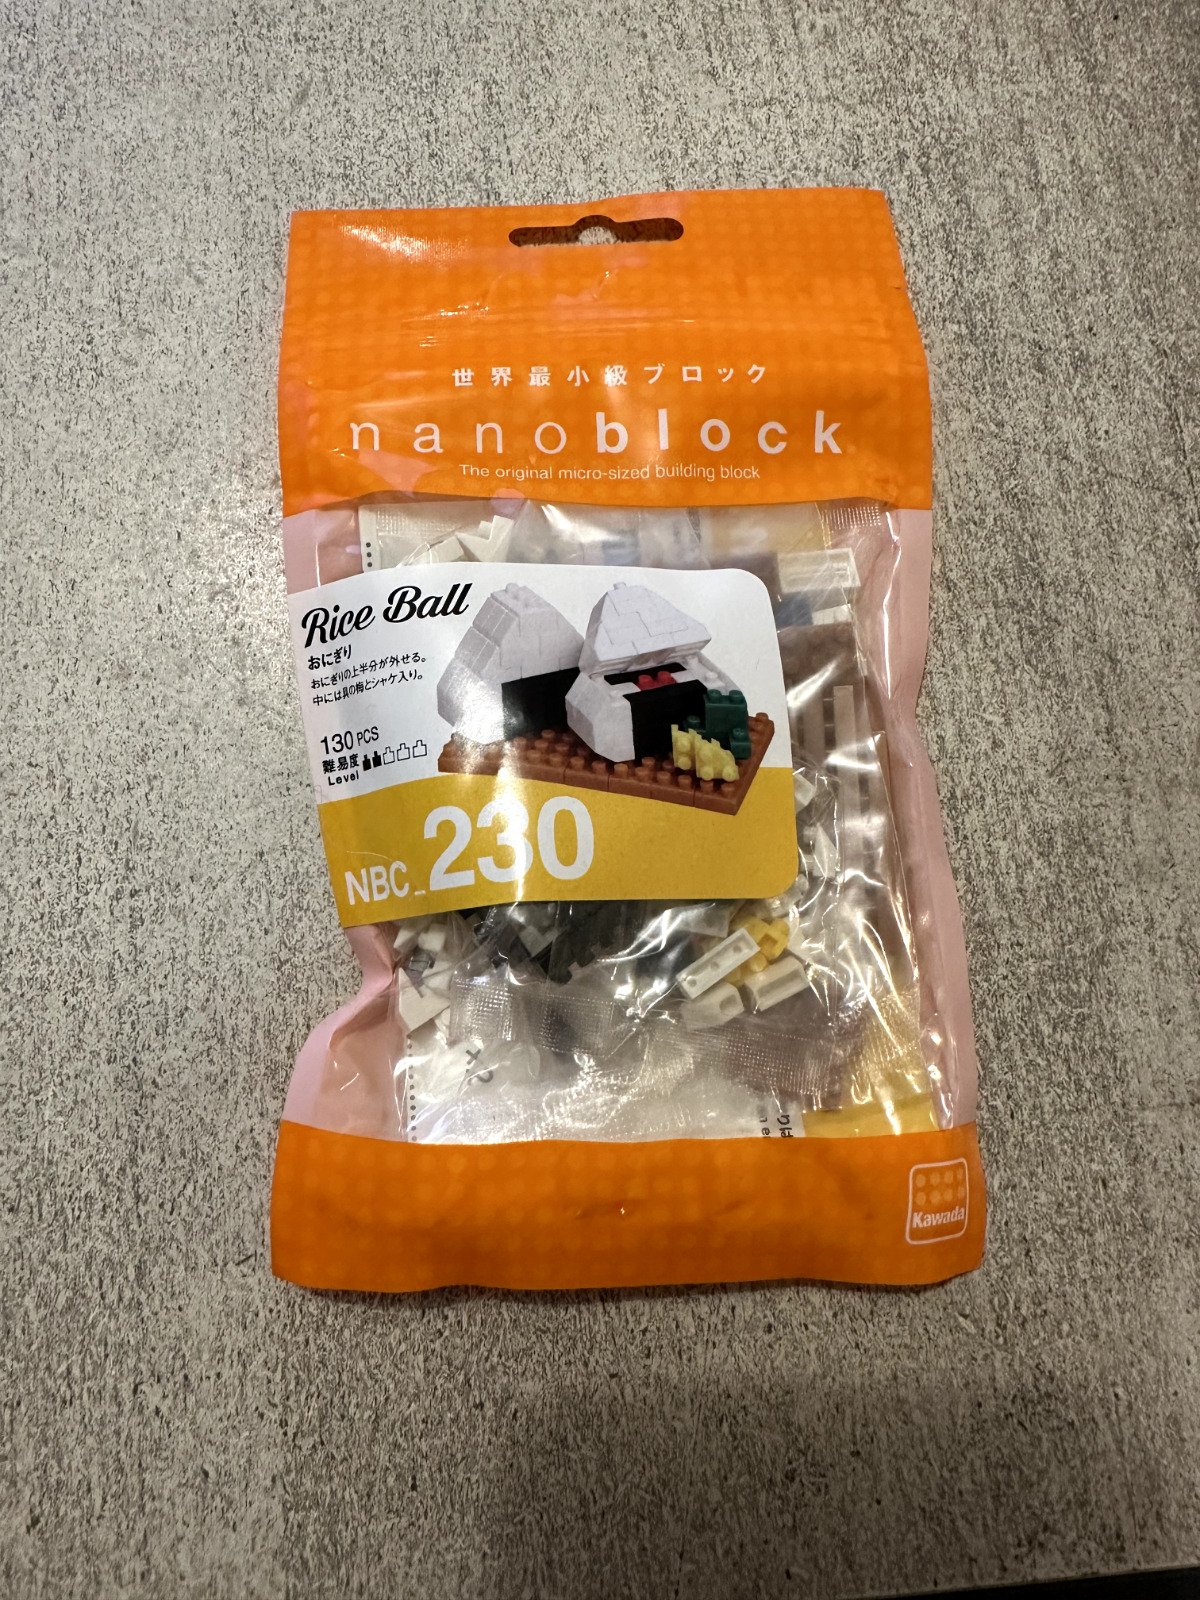 世界最小級ブロック
nanoblock
The original micro-sized building block
Rice Ball
おにぎり
おにぎりの上半分が外せる。
中には具の梅とシャケ入り。
130 PCS
難易度
Level
NBC_230
×2
Kawada